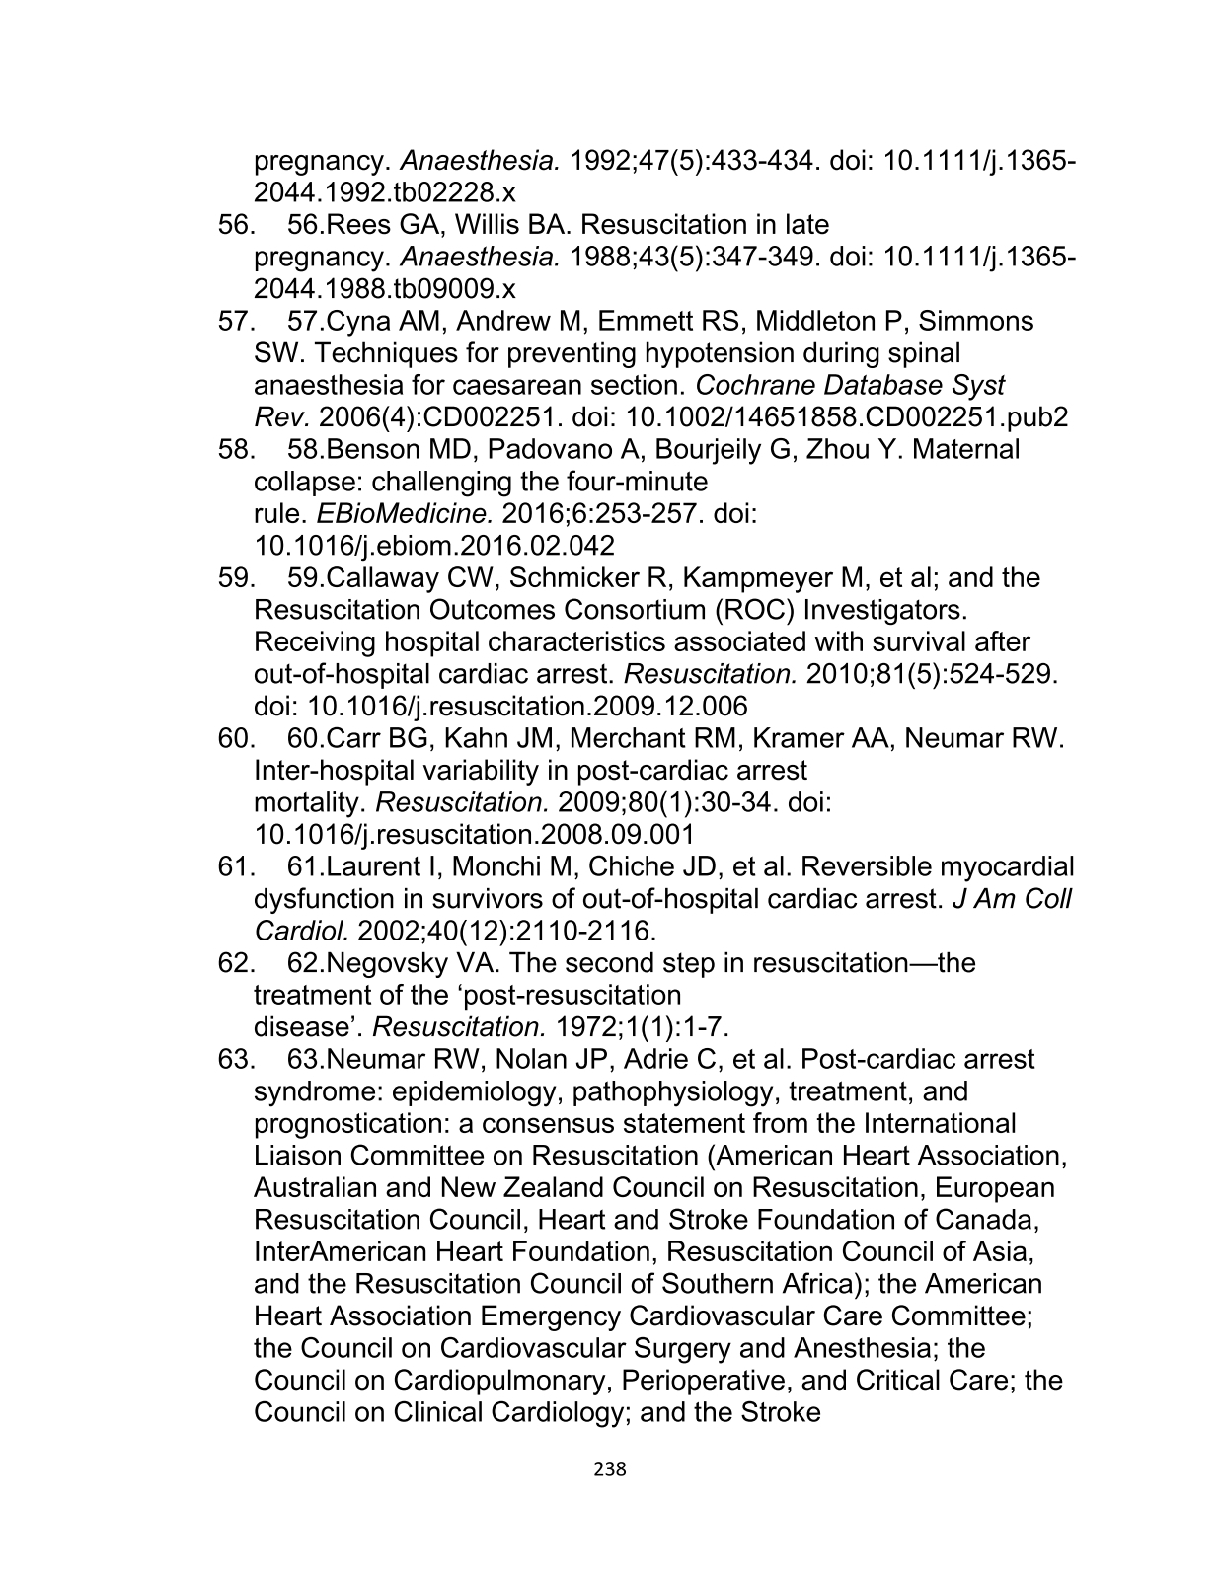 pregnancy. Anaesthesia. 1992;47(5):433-434. doi: 10.1111/j.1365-
2044.1992.tb02228.x
56. 56.Rees GA, Willis BA. Resuscitation in late
pregnancy. Anaesthesia. 1988;43(5):347-349. doi: 10.1111/j.1365-
2044.1988.tb09009.x
57. 57.Cyna AM, Andrew M, Emmett RS, Middleton P, Simmons
SW. Techniques for preventing hypotension during spinal
anaesthesia for caesarean section. Cochrane Database Syst
Rev. 2006(4):CD002251. doi: 10.1002/14651858.CD002251.pub2
58. 58.Benson MD, Padovano A, Bourjeily G, Zhou Y. Maternal
collapse: challenging the four-minute
rule. EBioMedicine. 2016;6:253-257. doi:
10.1016/j.ebiom.2016.02.042
59. 59.Callaway CW, Schmicker R, Kampmeyer M, et al; and the
Resuscitation Outcomes Consortium (ROC) Investigators.
Receiving hospital characteristics associated with survival after
out-of-hospital cardiac arrest. Resuscitation. 2010;81(5):524-529.
doi: 10.1016/j.resuscitation.2009.12.006
60. 60.Carr BG, Kahn JM, Merchant RM, Kramer AA, Neumar RW.
Inter-hospital variability in post-cardiac arrest
mortality. Resuscitation. 2009;80(1):30-34. doi:
10.1016/j.resuscitation.2008.09.001
61. 61.Laurent I, Monchi M, Chiche JD, et al. Reversible myocardial
dysfunction in survivors of out-of-hospital cardiac arrest. J Am Coll
Cardiol. 2002;40(12):2110-2116.
62. 62.Negovsky VA. The second step in resuscitation—the
treatment of the ‘post-resuscitation
disease’. Resuscitation. 1972;1(1):1-7.
63. 63.Neumar RW, Nolan JP, Adrie C, et al. Post-cardiac arrest
syndrome: epidemiology, pathophysiology, treatment, and
prognostication: a consensus statement from the International
Liaison Committee on Resuscitation (American Heart Association,
Australian and New Zealand Council on Resuscitation, European
Resuscitation Council, Heart and Stroke Foundation of Canada,
InterAmerican Heart Foundation, Resuscitation Council of Asia,
and the Resuscitation Council of Southern Africa); the American
Heart Association Emergency Cardiovascular Care Committee;
the Council on Cardiovascular Surgery and Anesthesia; the
Council on Cardiopulmonary, Perioperative, and Critical Care; the
Council on Clinical Cardiology; and the Stroke
238